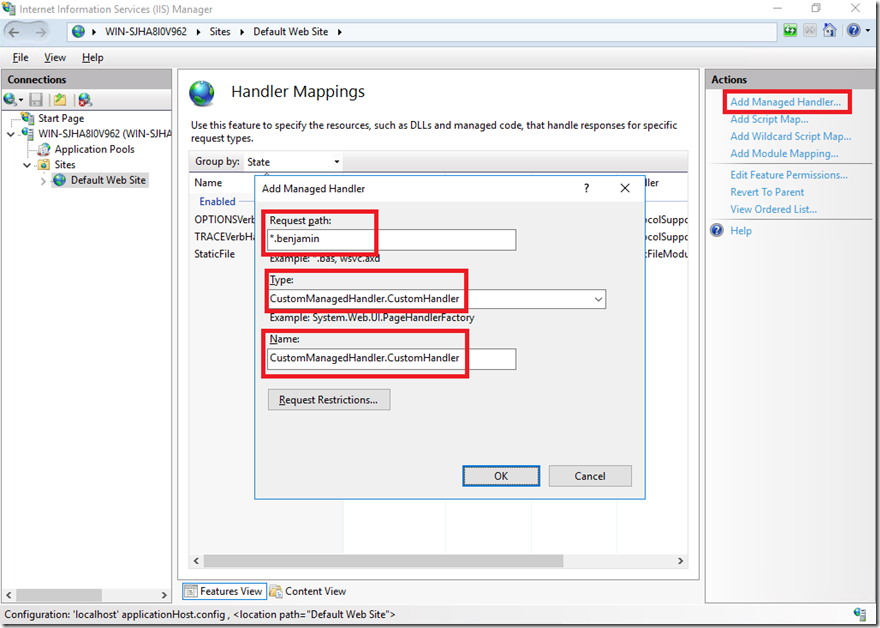 Internet Information Services (IIS) Manager
WIN-SJHA8I0V962 Sites Default Web Site
File View Help
Connections
Start Page
WIN-SJHA8I0V962 (WIN-SJHA
Application Pools
Sites
Default Web Site
Handler Mappings
Use this feature to specify the resources, such as DLLs and managed code, that handle responses for specific
request types.
Group by: State
Name
Enabled
OPTIONSVerb
TRACEVerbHa
StaticFile
ler
ocolSuppo
ocolSuppo
tFileModu
Add Managed Handler
?
Request path:
*.benjamin
Example: *.bas, wsvc.axd
Type:
CustomManagedHandler.CustomHandler
Example: System.Web.UI.PageHandlerFactory
Name:
CustomManagedHandler.CustomHandler
Request Restrictions...
OK Cancel
Features View Content View
Actions
Add Managed Handler...
Add Script Map...
Add Wildcard Script Map...
Add Module Mapping...
Edit Feature Permissions...
Revert To Parent
View Ordered List...
Help
Configuration: 'localhost' applicationHost.config , <location path="Default Web Site">